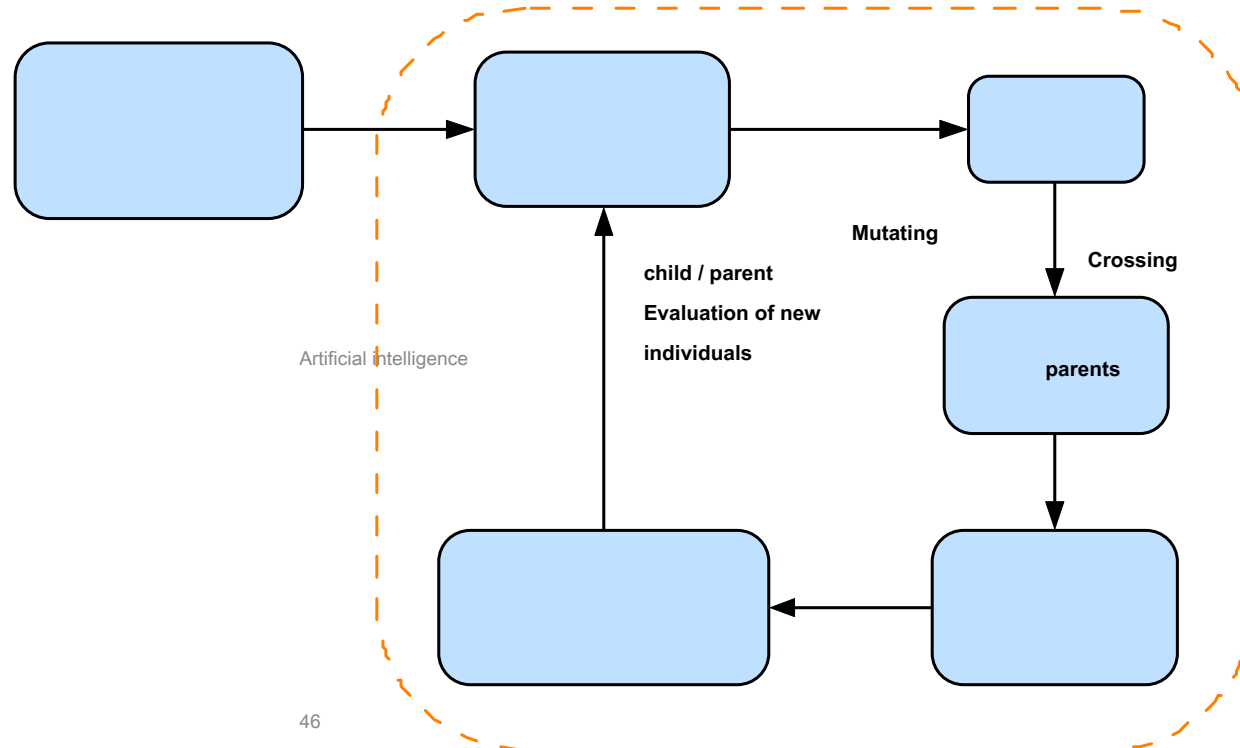 Mutating
Crossing
child / parent
Evaluation of new
individuals
Artificial intelligence
parents
46